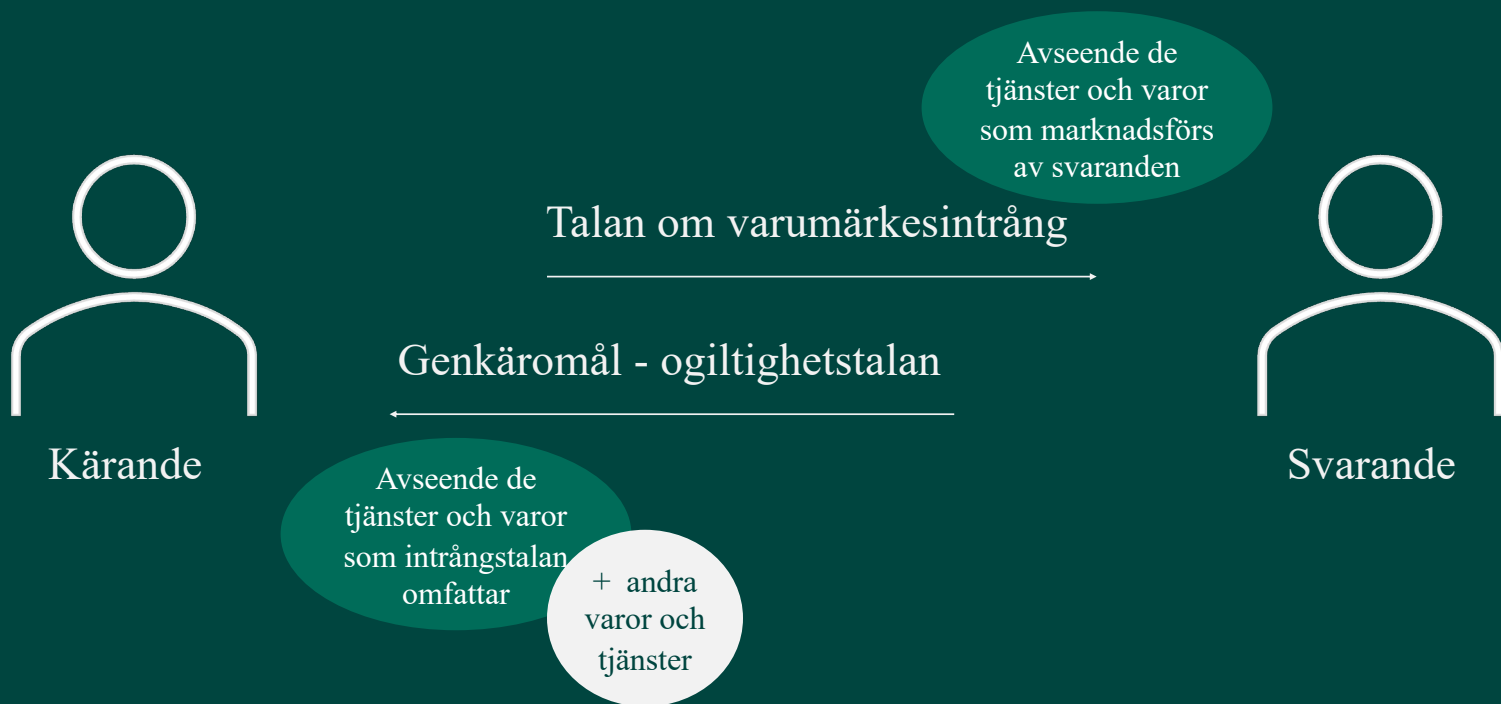 Avseende de
tjänster och varor
som marknadsförs
av svaranden
Talan om varumärkesintrång
Genkäromål - ogiltighetstalan
Kärande
Svarande
Avseende de
tjänster och varor
som intrångstalan
omfattar
+ andra
varor och
tjänster